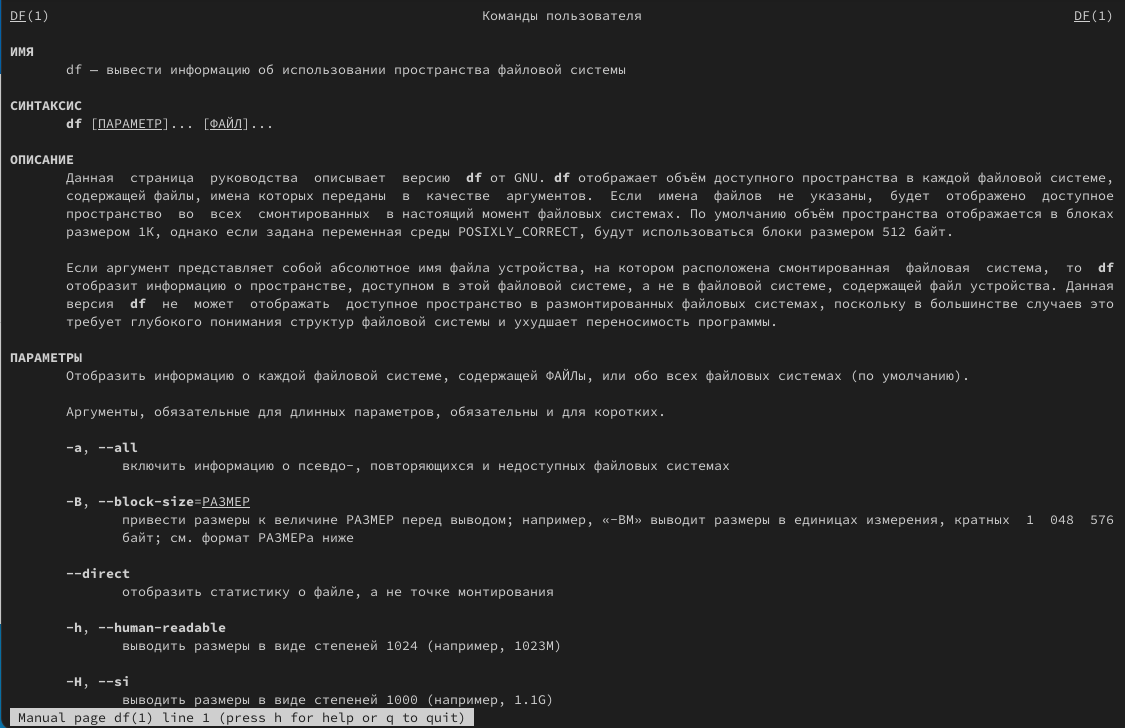 DF(1) Команды пользователя DF(1)
ИМЯ
df — вывести информацию об использовании пространства файловой системы
СИНТАКСИС
df [ПАРАМЕТР]... [ФАЙЛ]...
ОПИСАНИЕ
Данная страница руководства описывает версию df от GNU. df отображает объём доступного пространства в каждой файловой системе,
содержащей файлы, имена которых переданы в качестве аргументов. Если имена файлов не указаны, будет отображено доступное
пространство во всех смонтированных в настоящий момент файловых системах. По умолчанию объём пространства отображается в блоках
размером 1K, однако если задана переменная среды POSIXLY_CORRECT, будут использоваться блоки размером 512 байт.
Если аргумент представляет собой абсолютное имя файла устройства, на котором расположена смонтированная файловая система, то df
отобразит информацию о пространстве, доступном в этой файловой системе, а не в файловой системе, содержащей файл устройства. Данная
версия df не может отображать доступное пространство в размонтированных файловых системах, поскольку в большинстве случаев это
требует глубокого понимания структур файловой системы и ухудшает переносимость программы.
ПАРАМЕТРЫ
Отобразить информацию о каждой файловой системе, содержащей ФАЙЛы, или обо всех файловых системах (по умолчанию).
Аргументы, обязательные для длинных параметров, обязательны и для коротких.
-a, --all
включить информацию о псевдо-, повторяющихся и недоступных файловых системах
-B, --block-size=РАЗМЕР
привести размеры к величине РАЗМЕР перед выводом; например, «-BM» выводит размеры в единицах измерения, кратных 1 048 576
байт; см. формат РАЗМЕРа ниже
--direct
отобразить статистику о файле, а не точке монтирования
-h, --human-readable
выводить размеры в виде степеней 1024 (например, 1023M)
-H, --si
выводить размеры в виде степеней 1000 (например, 1.1G)
Manual page df(1) line 1 (press h for help or q to quit)